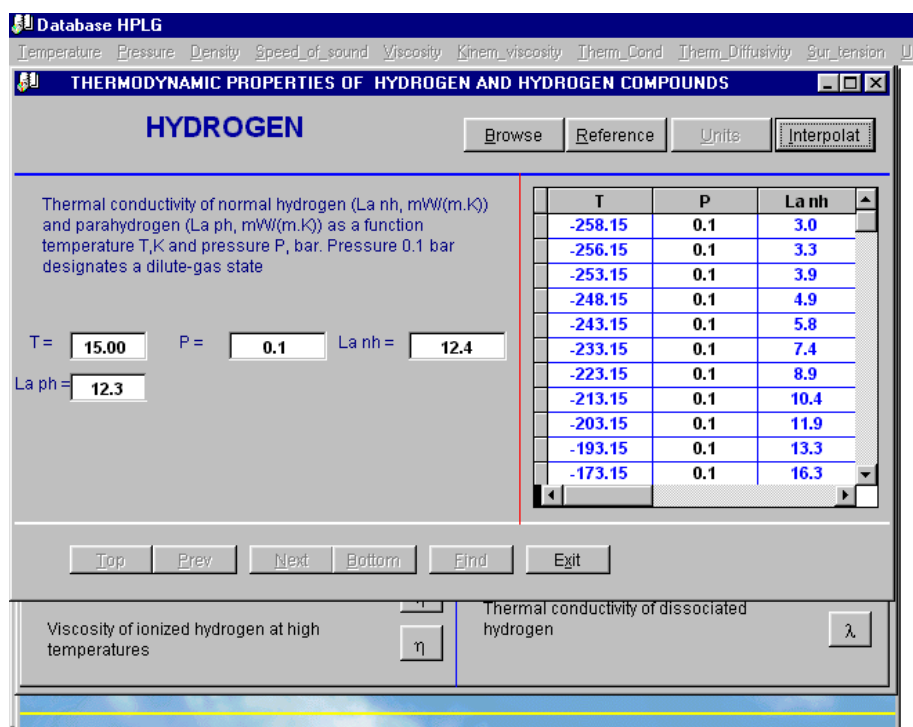 Database HPLG
Temperature Pressure Density Speed_of_sound Viscosity Kinem_viscosity Therm_Cond Therm_Diffusivity Sur_tension U
THERMODYNAMIC PROPERTIES OF HYDROGEN AND HYDROGEN COMPOUNDS
HYDROGEN
Browse Reference Units Interpolat
Thermal conductivity of normal hydrogen (La nh, mW/(m.K))
and parahydrogen (La ph, mW/(m.K)) as a function
temperature T,K and pressure P, bar. Pressure 0.1 bar
designates a dilute-gas state
T = 15.00 P = 0.1 La nh = 12.4
La ph = 12.3
T P La nh
-258.15 0.1 3.0
-256.15 0.1 3.3
-253.15 0.1 3.9
-248.15 0.1 4.9
-243.15 0.1 5.8
-233.15 0.1 7.4
-223.15 0.1 8.9
-213.15 0.1 10.4
-203.15 0.1 11.9
-193.15 0.1 13.3
-173.15 0.1 16.3
Top Prev Next Bottom Find Exit
Viscosity of ionized hydrogen at high
temperatures
η
Thermal conductivity of dissociated
hydrogen
λ